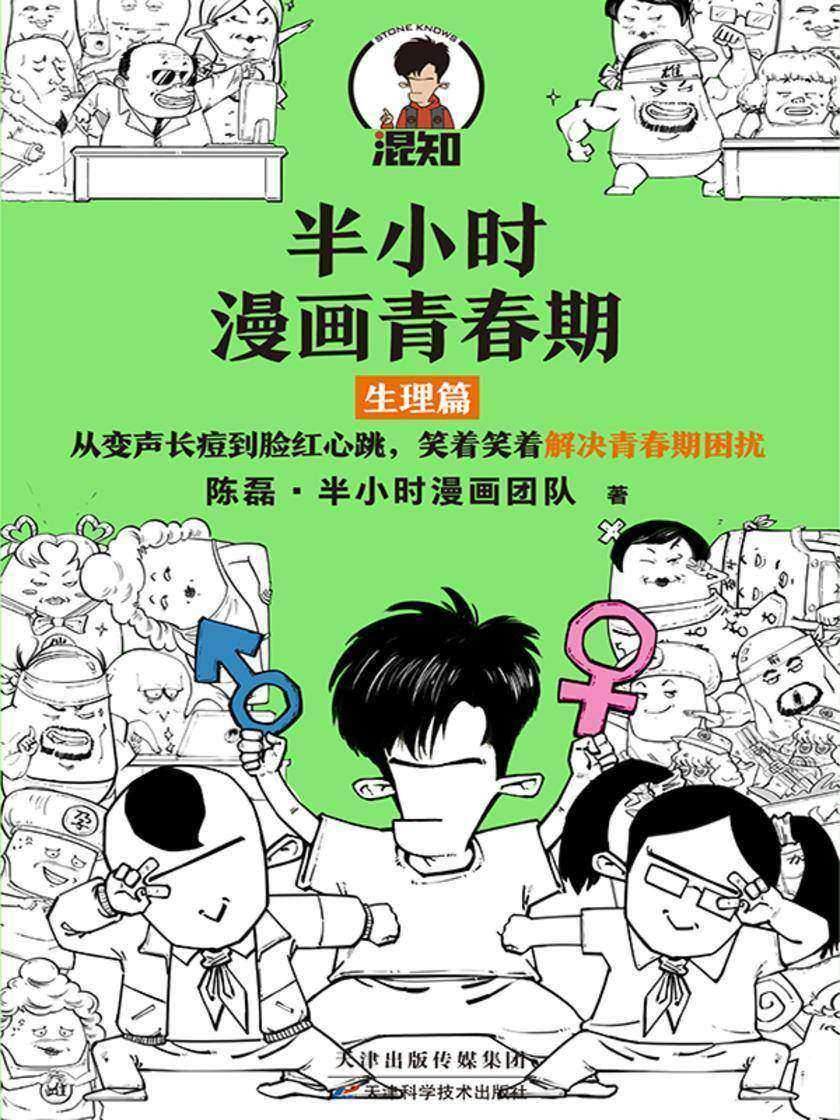 STONE KNOWS
混知
雄
半小时
漫画青春期
生理篇
从变声长痘到脸红心跳，笑着笑着解决青春期困扰
陈磊·半小时漫画团队 著
孕
天津出版传媒集团
天津科学技术出版社